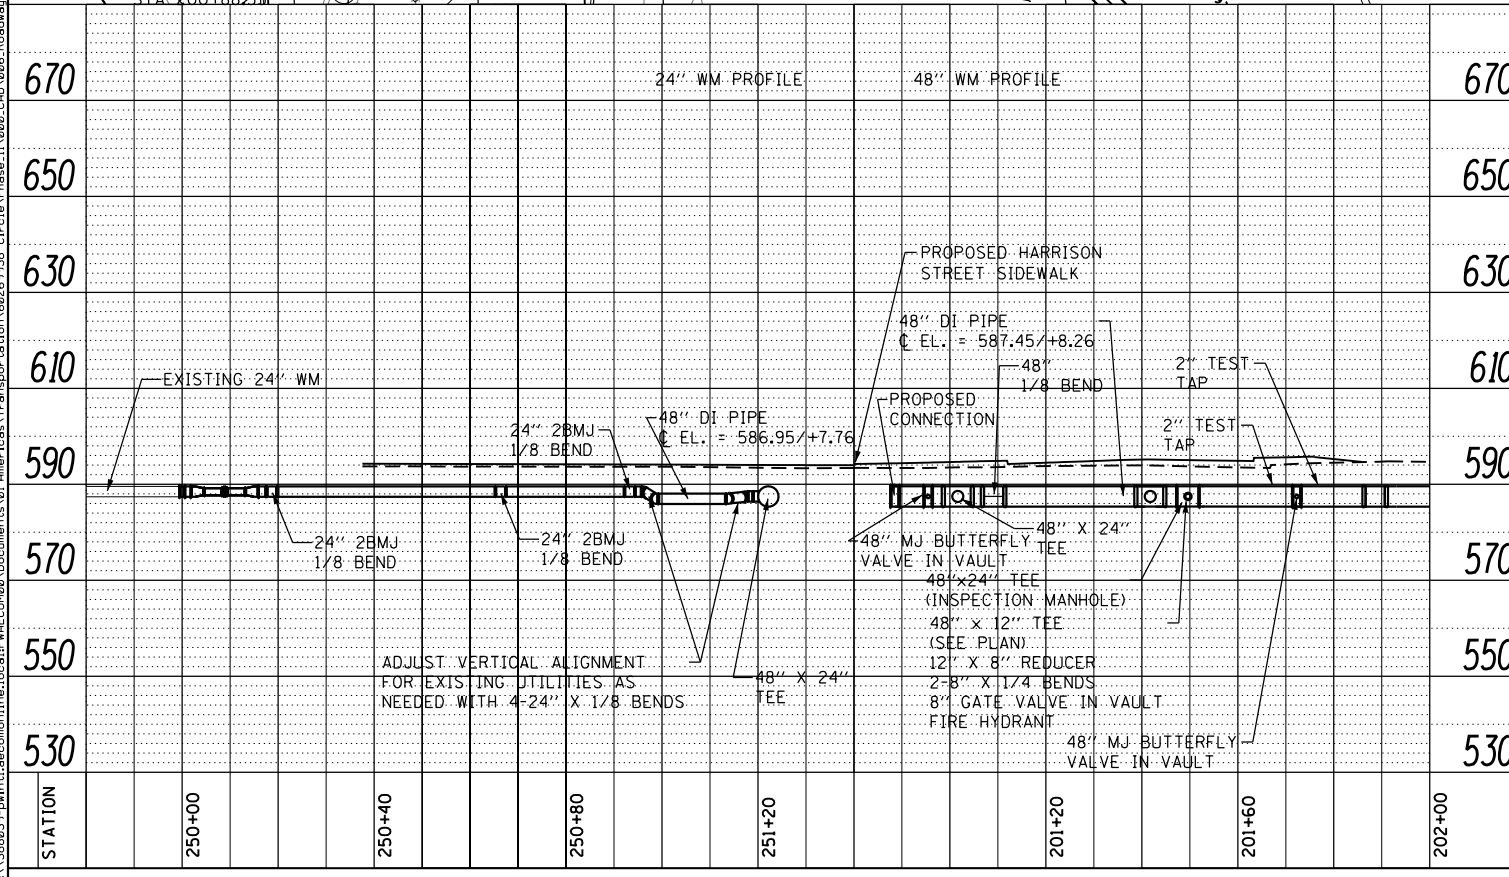 24'' WM PROFILE
48'' WM PROFILE
670
670
650
650
630
630
610
610
590
590
570
570
550
550
530
530
PROPOSED HARRISON
STREET SIDEWALK
48'' DI PIPE
℄ EL. = 587.45/+8.26
48''
1/8 BEND
2'' TEST
TAP
EXISTING 24'' WM
PROPOSED
CONNECTION
48'' DI PIPE
℄ EL. = 586.95/+7.76
24'' 2BMJ
1/8 BEND
2'' TEST
TAP
24'' 2BMJ
1/8 BEND
24'' 2BMJ
1/8 BEND
48'' X 24''
TEE
48'' MJ BUTTERFLY
VALVE IN VAULT
48''x24'' TEE
(INSPECTION MANHOLE)
48'' x 12'' TEE
(SEE PLAN)
12'' X 8'' REDUCER
2-8'' X 1/4 BENDS
8'' GATE VALVE IN VAULT
FIRE HYDRANT
ADJUST VERTICAL ALIGNMENT
FOR EXISTING UTILITIES AS
NEEDED WITH 4-24'' X 1/8 BENDS
48'' X 24''
TEE
48'' MJ BUTTERFLY
VALVE IN VAULT
STATION
250+00
250+40
250+80
251+20
201+20
201+60
202+00